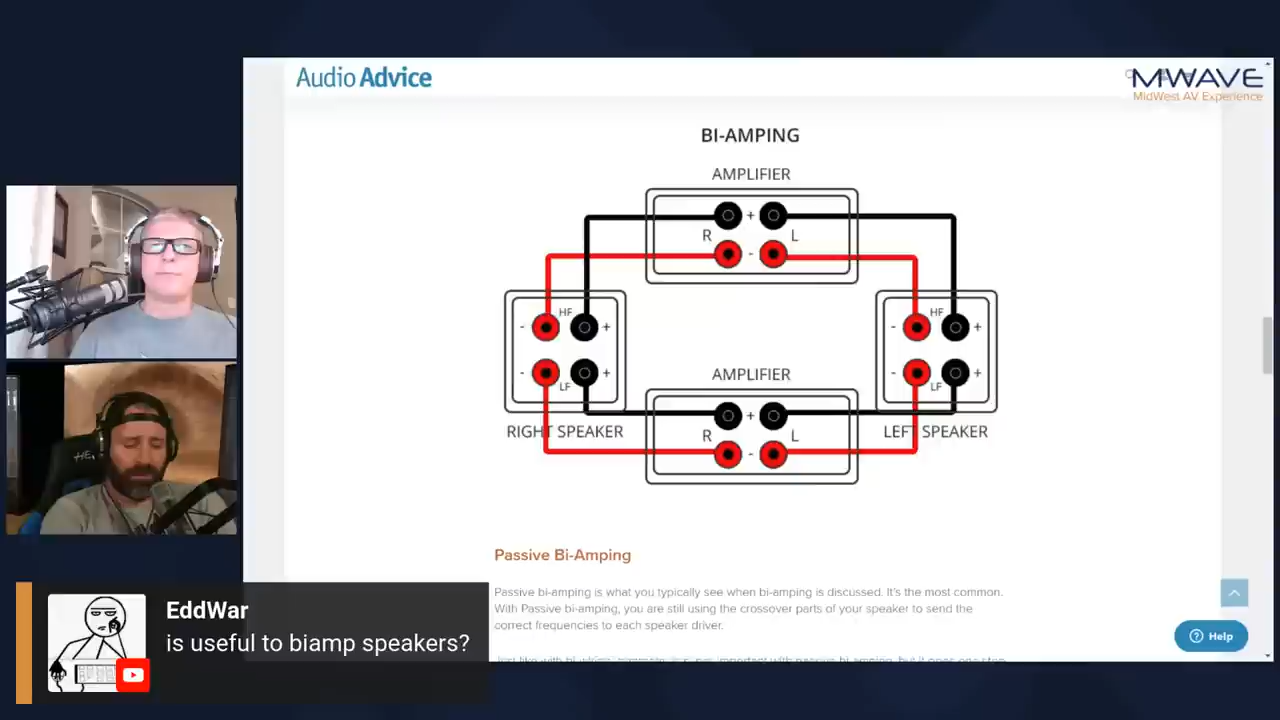 Audio Advice
MWAVE
MidWest AV Experience
BI-AMPING
AMPLIFIER
+
R L
-
HF HF
- + - +
- + - +
LF LF
AMPLIFIER
+
RIGHT SPEAKER R L LEFT SPEAKER
-
HE
Passive Bi-Amping
Passive bi-amping is what you typically see when bi-amping is discussed. It's the most common.
With Passive bi-amping, you are still using the crossover parts of your speaker to send the
correct frequencies to each speaker driver.
Help
EddWar
is useful to biamp speakers?